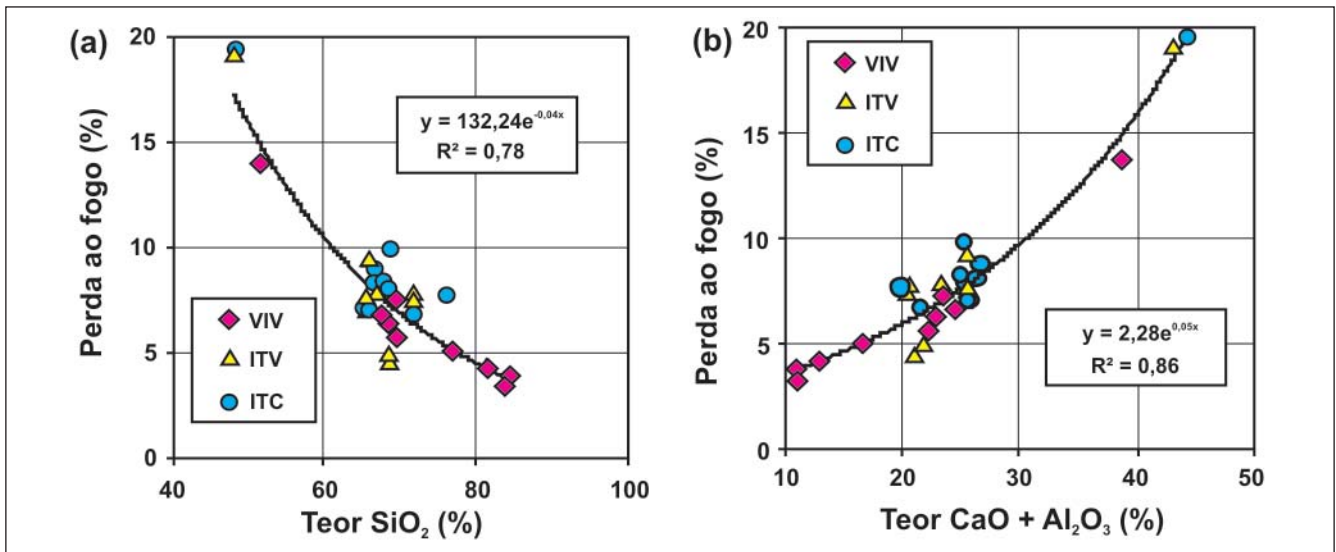 (a)
Perda ao fogo (%)
20
15
10
5
0
y = 132,24e⁻⁰,⁰⁴ˣ
R² = 0,78
VIV
ITV
ITC
40
60
80
100
Teor SiO₂ (%)
(b)
Perda ao fogo (%)
20
15
10
5
0
VIV
ITV
ITC
y = 2,28e⁰,⁰⁵ˣ
R² = 0,86
10
20
30
40
50
Teor CaO + Al₂O₃ (%)